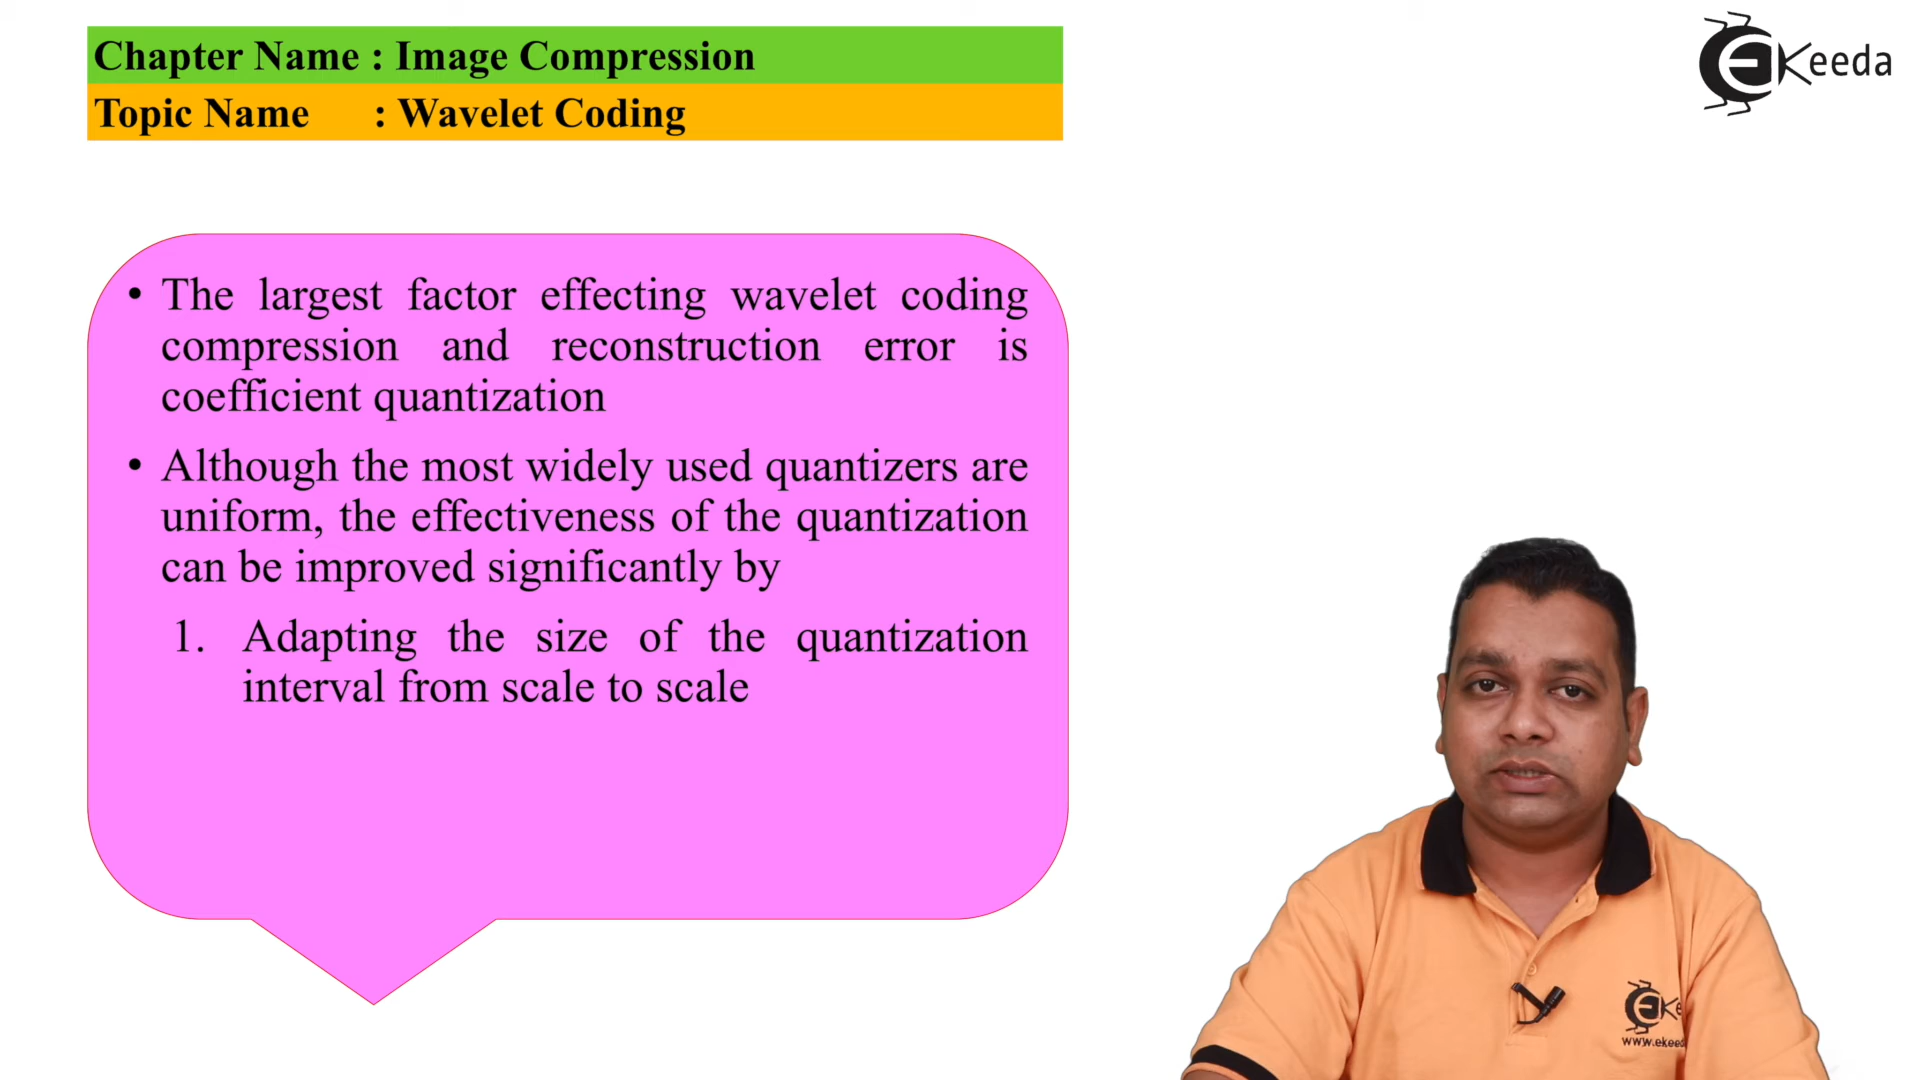 Chapter Name : Image Compression
Topic Name : Wavelet Coding
Keeda
• The largest factor effecting wavelet coding
compression and reconstruction error is
coefficient quantization
• Although the most widely used quantizers are
uniform, the effectiveness of the quantization
can be improved significantly by
1. Adapting the size of the quantization
interval from scale to scale
www.ekeed